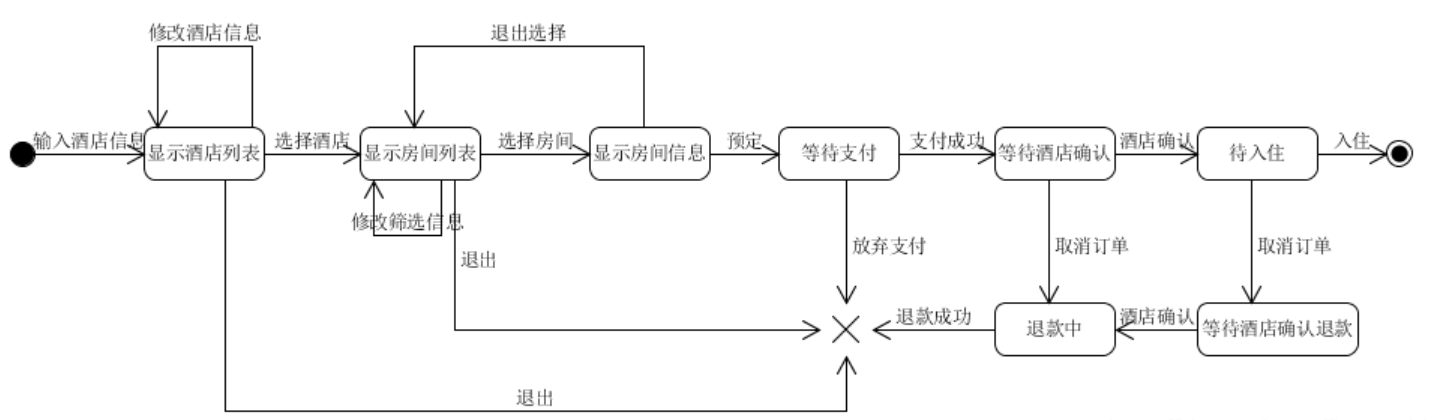 修改酒店信息
退出选择
输入酒店信息
显示酒店列表
选择酒店
显示房间列表
选择房间
显示房间信息
预定
等待支付
支付成功
等待酒店确认
酒店确认
待入住
入住
修改筛选信息
退出
放弃支付
取消订单
取消订单
退款成功
退款中
酒店确认
等待酒店确认退款
退出